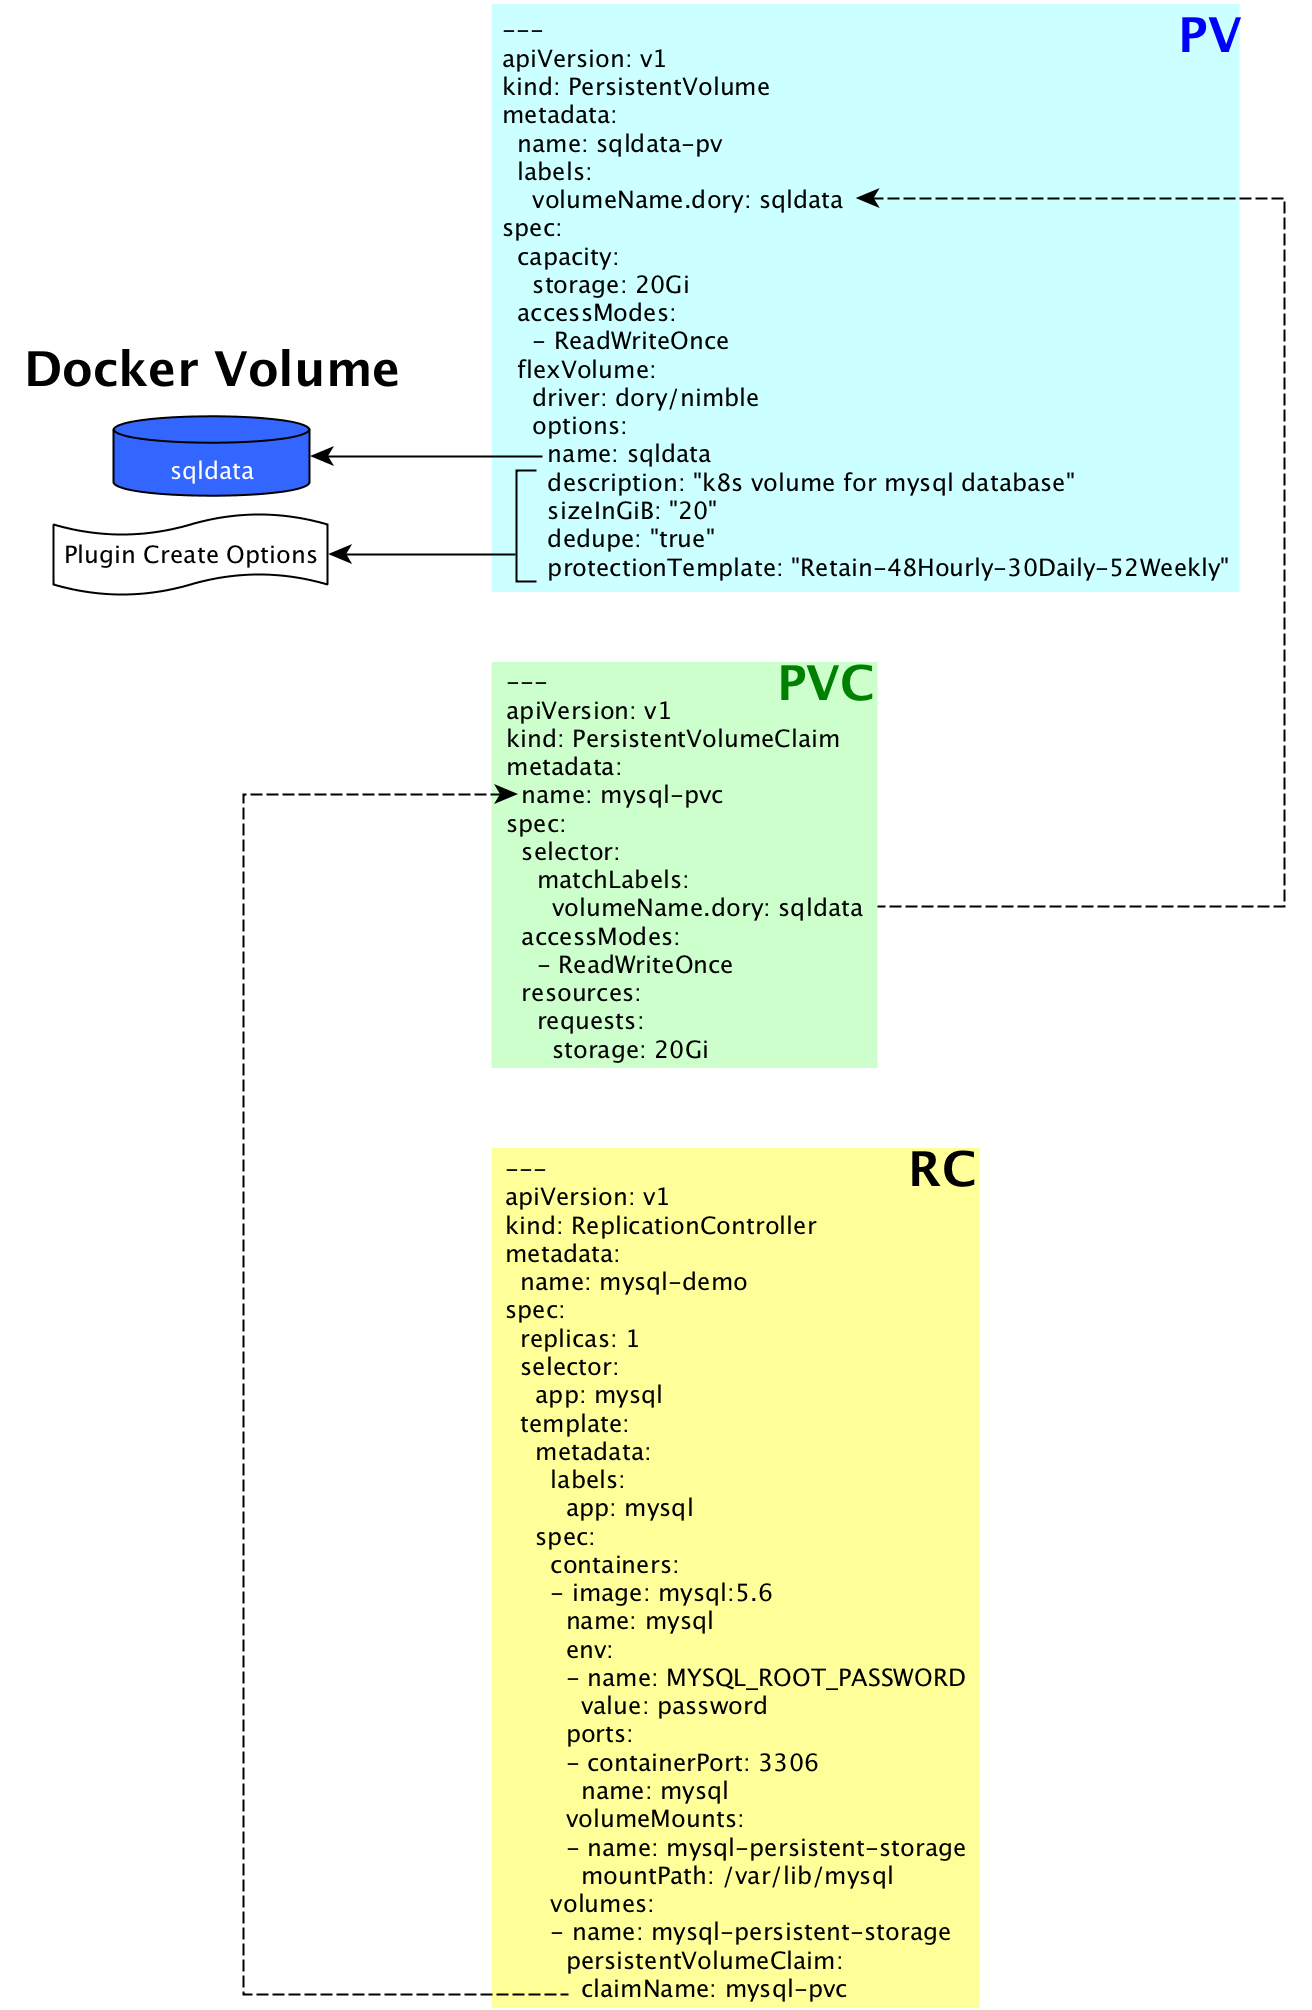 PV
---
apiVersion: v1
kind: PersistentVolume
metadata:
  name: sqldata-pv
  labels:
    volumeName.dory: sqldata
spec:
  capacity:
    storage: 20Gi
  accessModes:
    - ReadWriteOnce
  flexVolume:
    driver: dory/nimble
    options:
      name: sqldata
      description: "k8s volume for mysql database"
      sizeInGiB: "20"
      dedupe: "true"
      protectionTemplate: "Retain-48Hourly-30Daily-52Weekly"
Docker Volume
sqldata
Plugin Create Options
PVC
---
apiVersion: v1
kind: PersistentVolumeClaim
metadata:
  name: mysql-pvc
spec:
  selector:
    matchLabels:
      volumeName.dory: sqldata
  accessModes:
    - ReadWriteOnce
  resources:
    requests:
      storage: 20Gi
RC
---
apiVersion: v1
kind: ReplicationController
metadata:
  name: mysql-demo
spec:
  replicas: 1
  selector:
    app: mysql
  template:
    metadata:
      labels:
        app: mysql
    spec:
      containers:
      - image: mysql:5.6
        name: mysql
        env:
        - name: MYSQL_ROOT_PASSWORD
          value: password
        ports:
        - containerPort: 3306
          name: mysql
        volumeMounts:
        - name: mysql-persistent-storage
          mountPath: /var/lib/mysql
      volumes:
      - name: mysql-persistent-storage
        persistentVolumeClaim:
          claimName: mysql-pvc